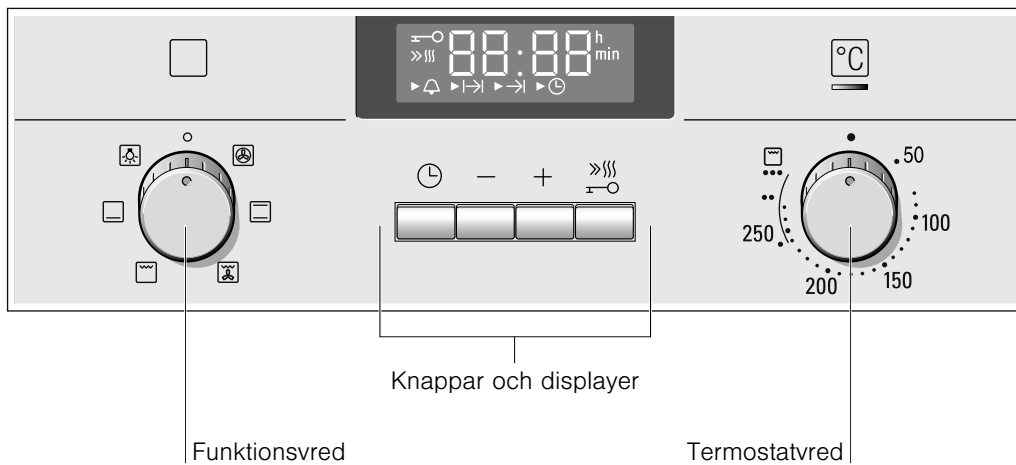 88:88 h
min
°C
50
100
150
200
250
Knappar och displayer
Funktionsvred
Termostatvred